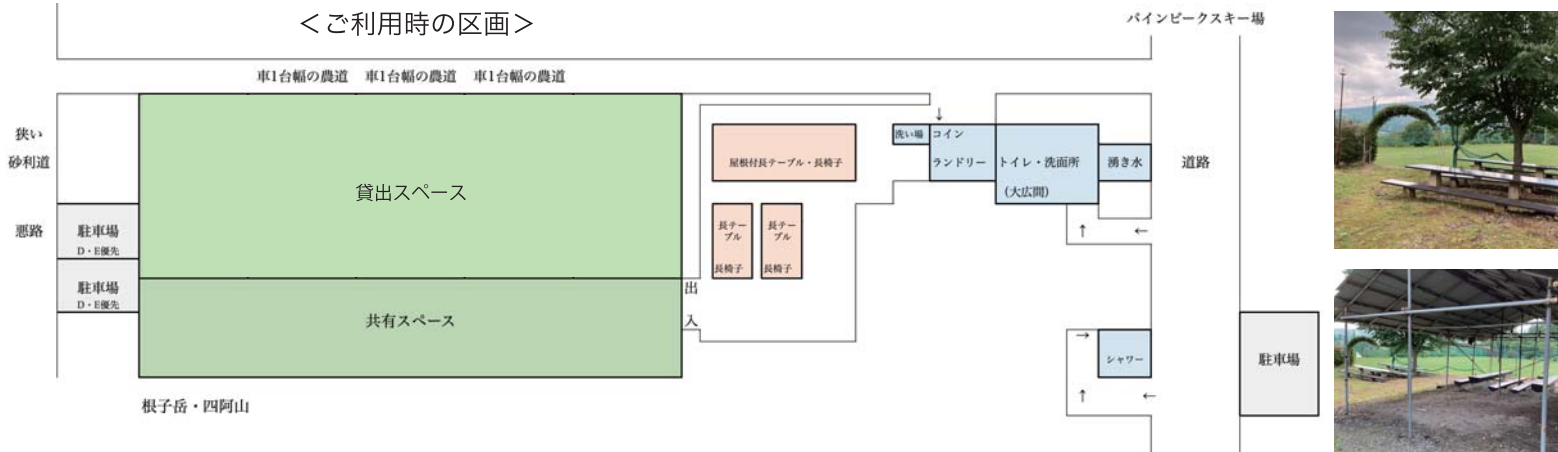 ＜ご利用時の区画＞
パインビークスキー場
車1台幅の農道 車1台幅の農道 車1台幅の農道
狭い
砂利道
悪路
駐車場
D・E優先
駐車場
D・E優先
貸出スペース
共有スペース
出
入
屋根付長テーブル・長椅子
長テー
ブル
長椅子
長テー
ブル
長椅子
洗い場
↓
コイン
ランドリー
トイレ・洗面所
(大広間)
湧き水
道路
↑
←
→
シャワー
↑
←
駐車場
根子岳・四阿山